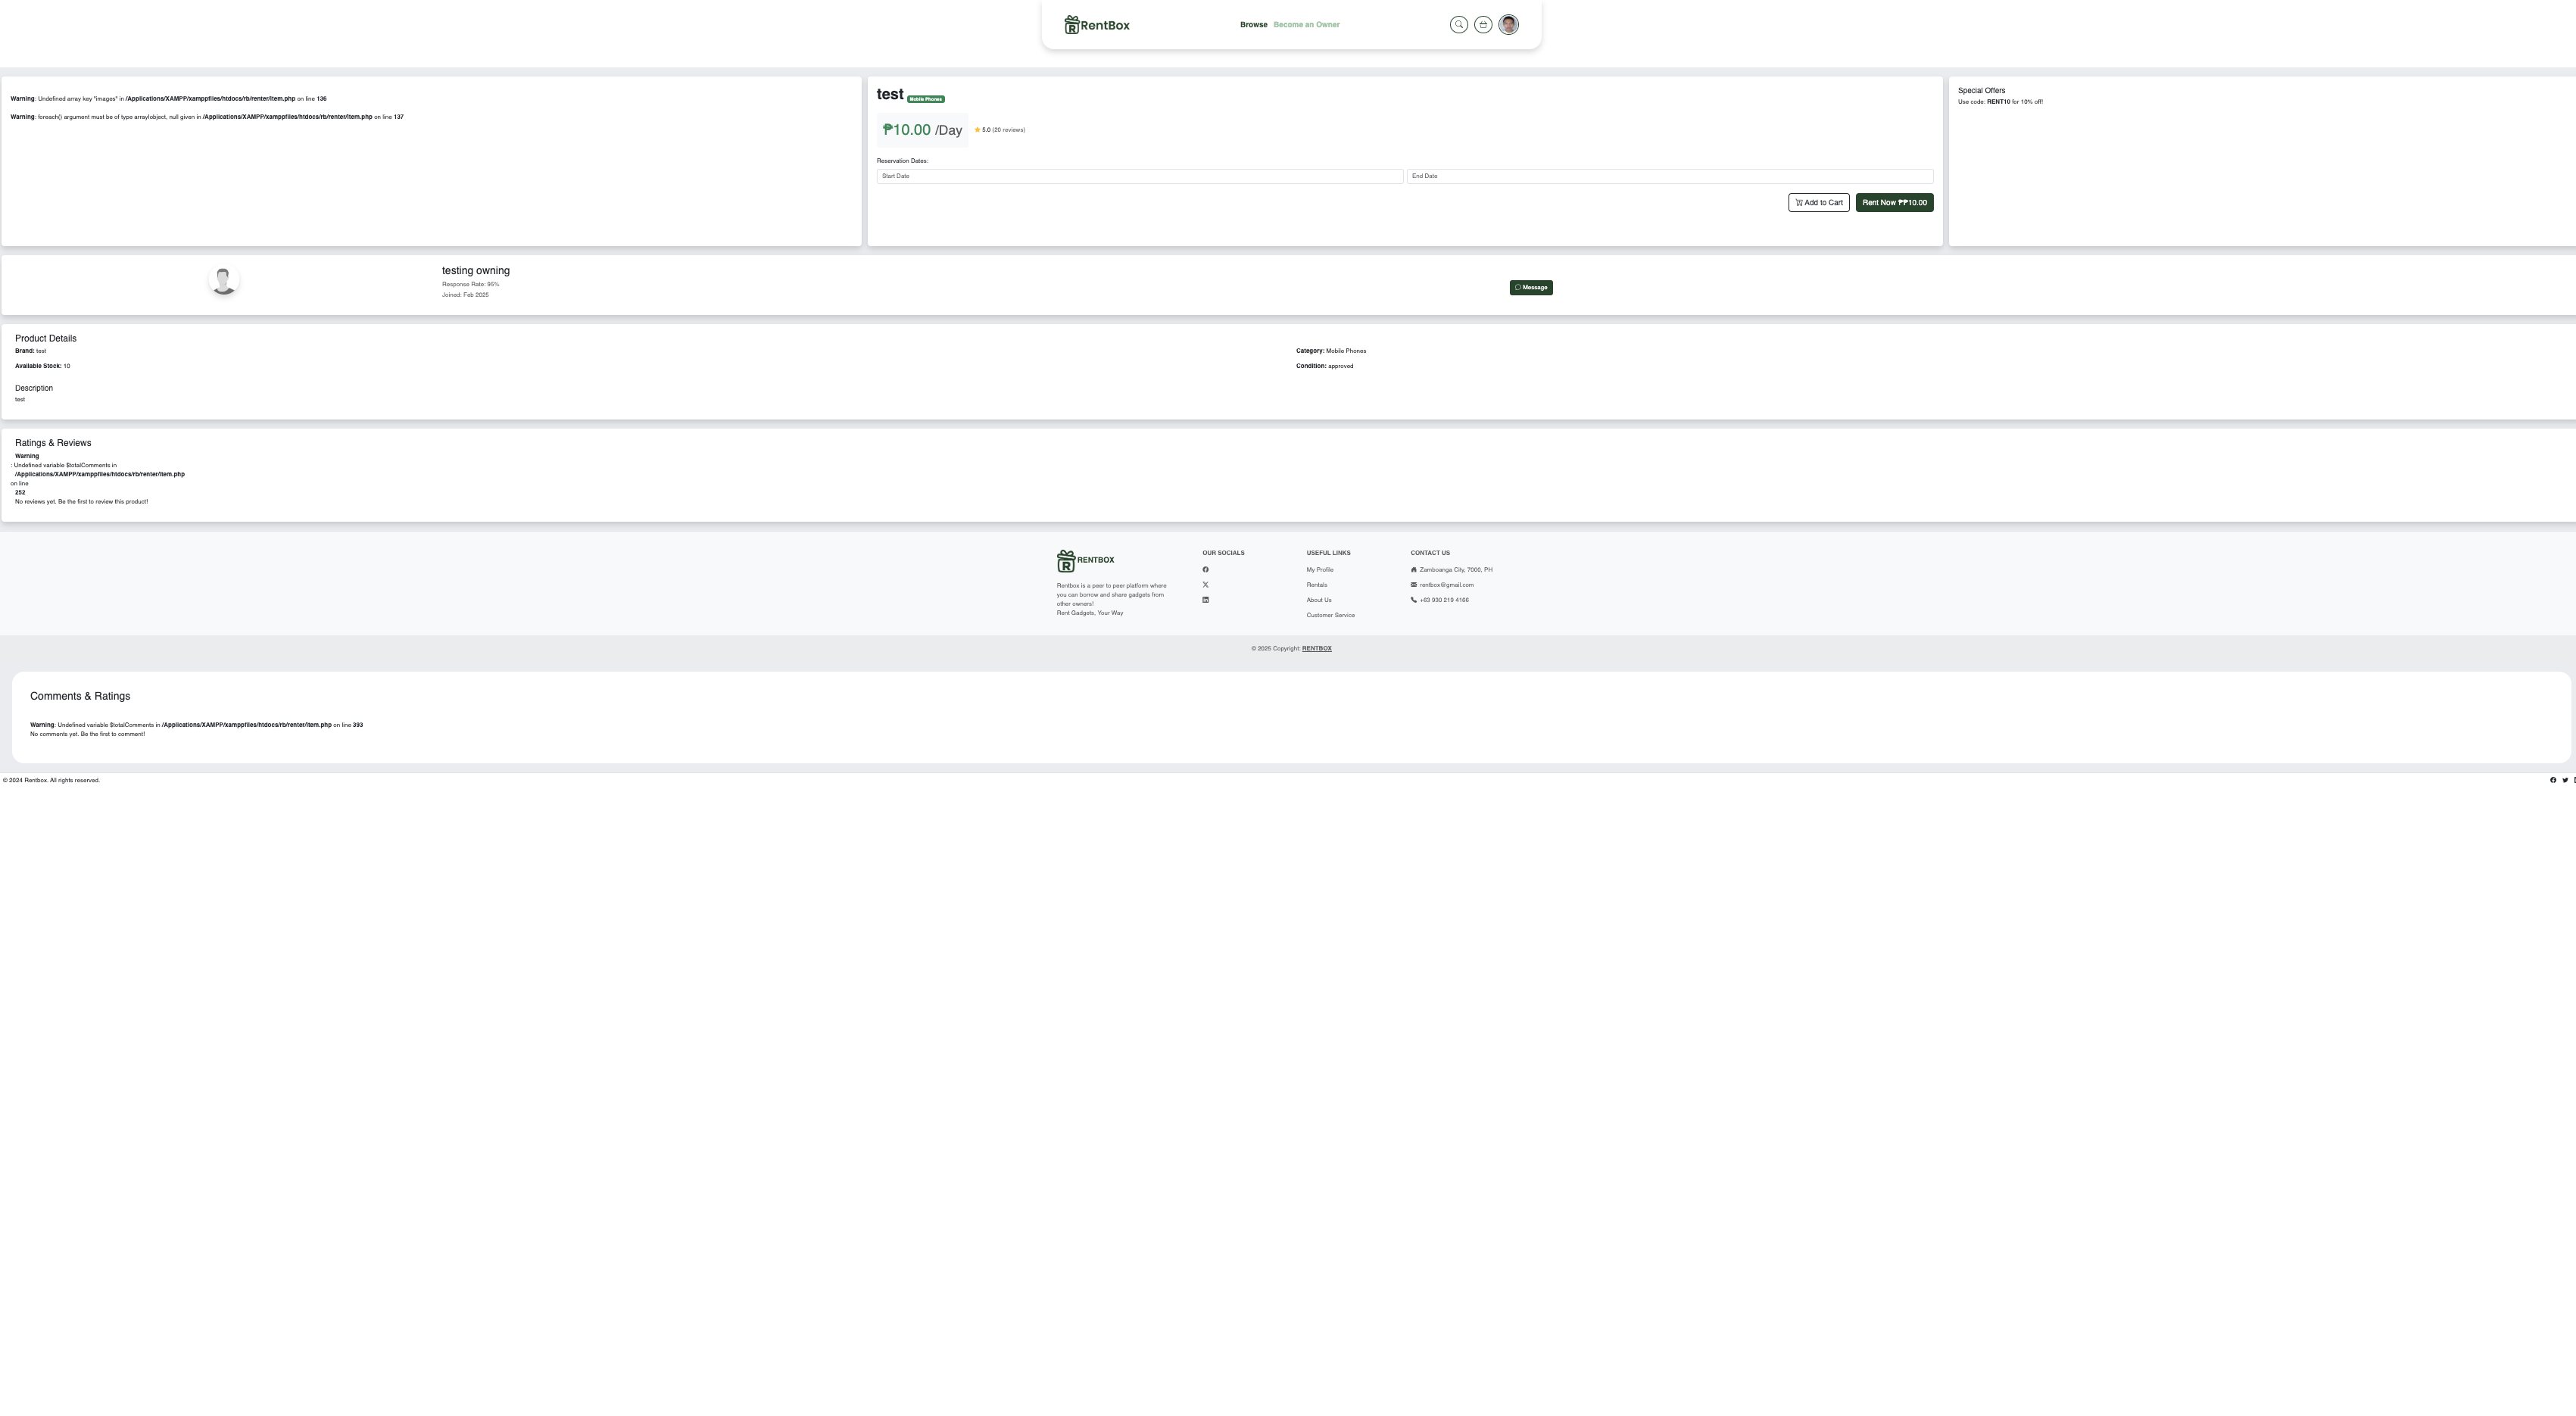 RentBox
Browse Become an Owner
Warning: Undefined array key "images" in /Applications/XAMPP/xamppfiles/htdocs/rb/renter/item.php on line 136
Warning: foreach() argument must be of type array|object, null given in /Applications/XAMPP/xamppfiles/htdocs/rb/renter/item.php on line 137
test Mobile Phones
₱10.00 /Day
5.0 (20 reviews)
Reservation Dates:
Start Date
End Date
Add to Cart
Rent Now ₱₱10.00
Special Offers
Use code: RENT10 for 10% off!
testing owning
Response Rate: 95%
Joined: Feb 2025
Message
Product Details
Brand: test
Category: Mobile Phones
Available Stock: 10
Condition: approved
Description
test
Ratings & Reviews
Warning
: Undefined variable $totalComments in
/Applications/XAMPP/xamppfiles/htdocs/rb/renter/item.php
on line
252
No reviews yet. Be the first to review this product!
RENTBOX
Rentbox is a peer to peer platform where
you can borrow and share gadgets from
other owners!
Rent Gadgets, Your Way
OUR SOCIALS
USEFUL LINKS
My Profile
Rentals
About Us
Customer Service
CONTACT US
Zamboanga City, 7000, PH
rentbox@gmail.com
+63 930 219 4166
© 2025 Copyright: RENTBOX
Comments & Ratings
Warning: Undefined variable $totalComments in /Applications/XAMPP/xamppfiles/htdocs/rb/renter/item.php on line 393
No comments yet. Be the first to comment!
© 2024 Rentbox. All rights reserved.